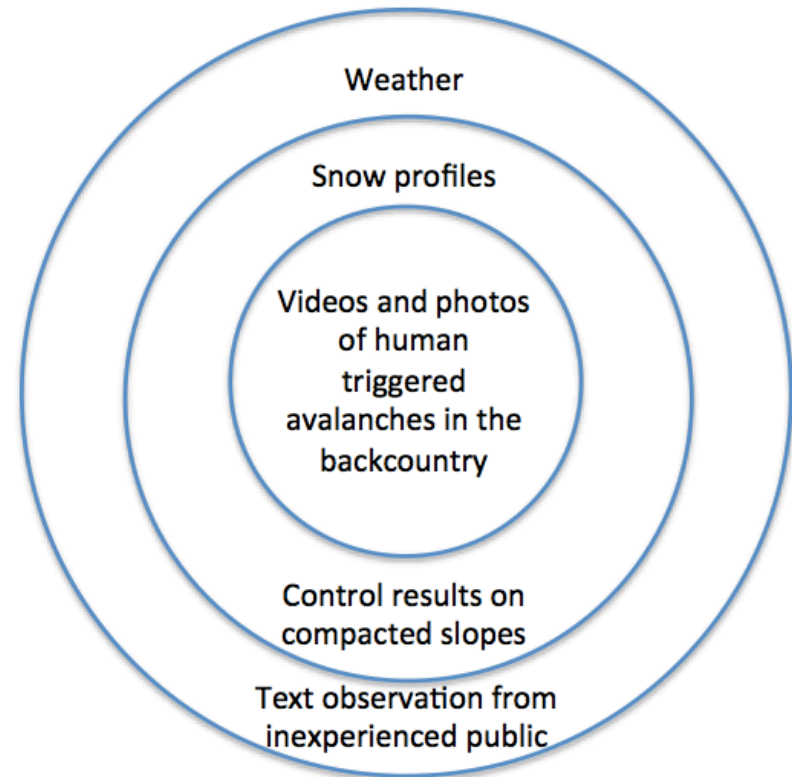 Weather
Snow profiles
Videos and photos
of human
triggered
avalanches in the
backcountry
Control results on
compacted slopes
Text observation from
inexperienced public